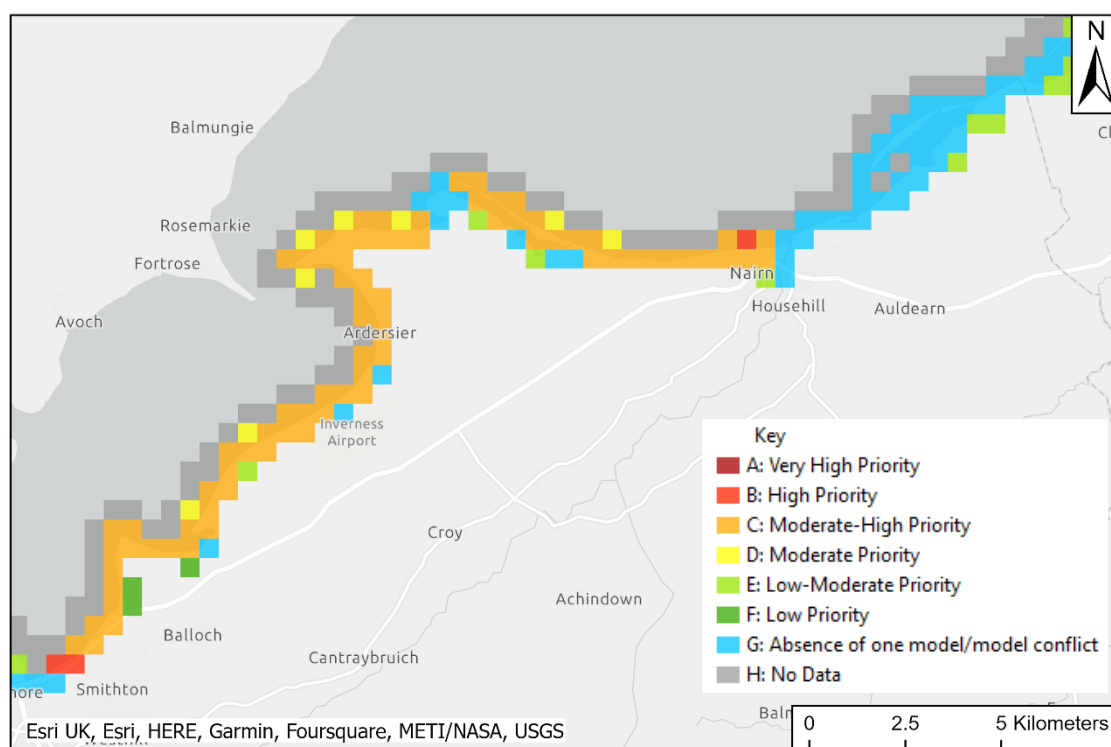 N
Balmungie
Cl
Rosemarkie
Fortrose
Nairn
Househill
Auldearn
Avoch
Ardersier
Inverness
Airport
Croy
Achindown
Balloch
Cantraybruich
Smithton
more
Key
A: Very High Priority
B: High Priority
C: Moderate-High Priority
D: Moderate Priority
E: Low-Moderate Priority
F: Low Priority
G: Absence of one model/model conflict
H: No Data
Esri UK, Esri, HERE, Garmin, Foursquare, METI/NASA, USGS
0 2.5 5 Kilometers